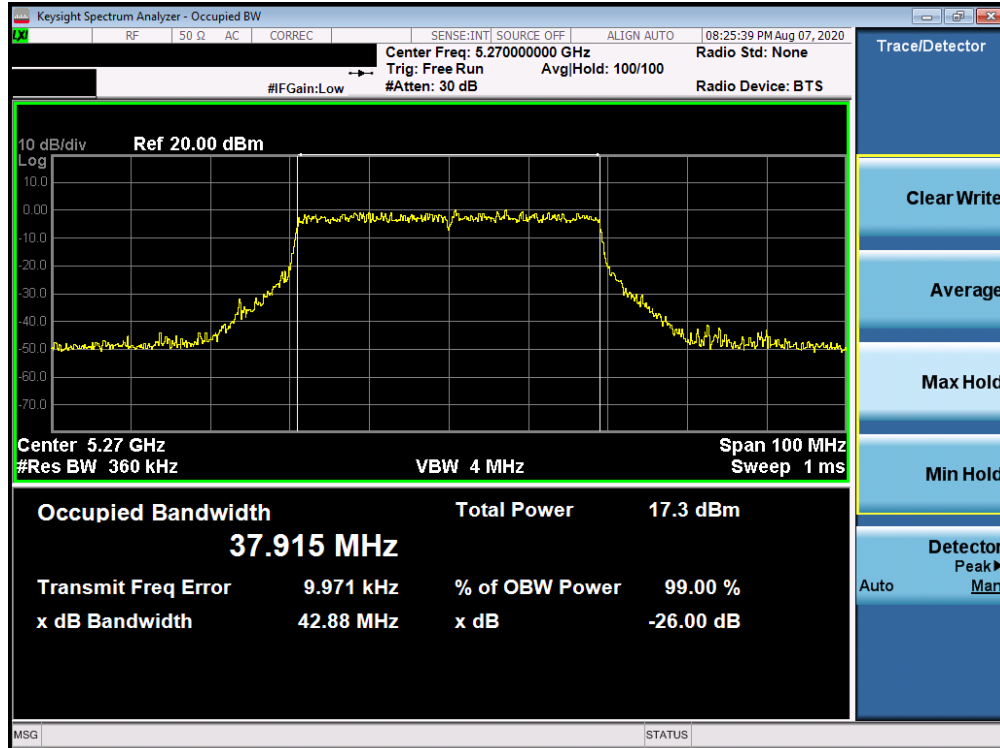 Keysight Spectrum Analyzer - Occupied BW
LXI RF 50 Ω AC CORREC SENSE:INT SOURCE OFF ALIGN AUTO 08:25:39 PM Aug 07, 2020
Center Freq: 5.270000000 GHz Radio Std: None
Trig: Free Run Avg|Hold: 100/100
#IFGain:Low #Atten: 30 dB Radio Device: BTS
10 dB/div Ref 20.00 dBm
Log
10.0
0.00
-10.0
-20.0
-30.0
-40.0
-50.0
-60.0
-70.0
Center 5.27 GHz Span 100 MHz
#Res BW 360 kHz VBW 4 MHz Sweep 1 ms
Occupied Bandwidth Total Power 17.3 dBm
37.915 MHz
Transmit Freq Error 9.971 kHz % of OBW Power 99.00 %
x dB Bandwidth 42.88 MHz x dB -26.00 dB
MSG STATUS
Trace/Detector
Clear Write
Average
Max Hold
Min Hold
Detector
Peak
Auto Man